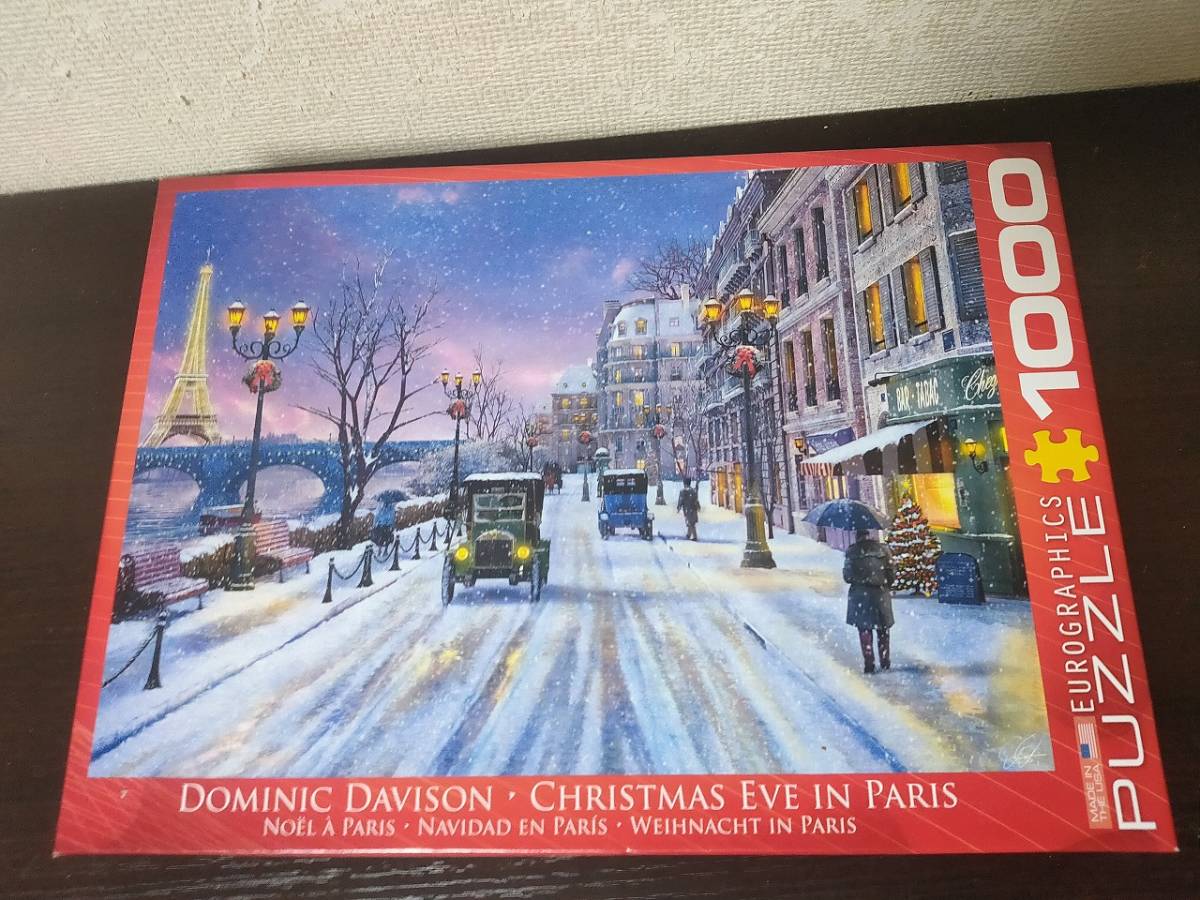 BAR · TABAC
Chez
1000
EUROGRAPHICS
PUZZLE
MADE IN
THE USA
DOMINIC DAVISON · CHRISTMAS EVE IN PARIS
NOËL À PARIS · NAVIDAD EN PARÍS · WEIHNACHT IN PARIS